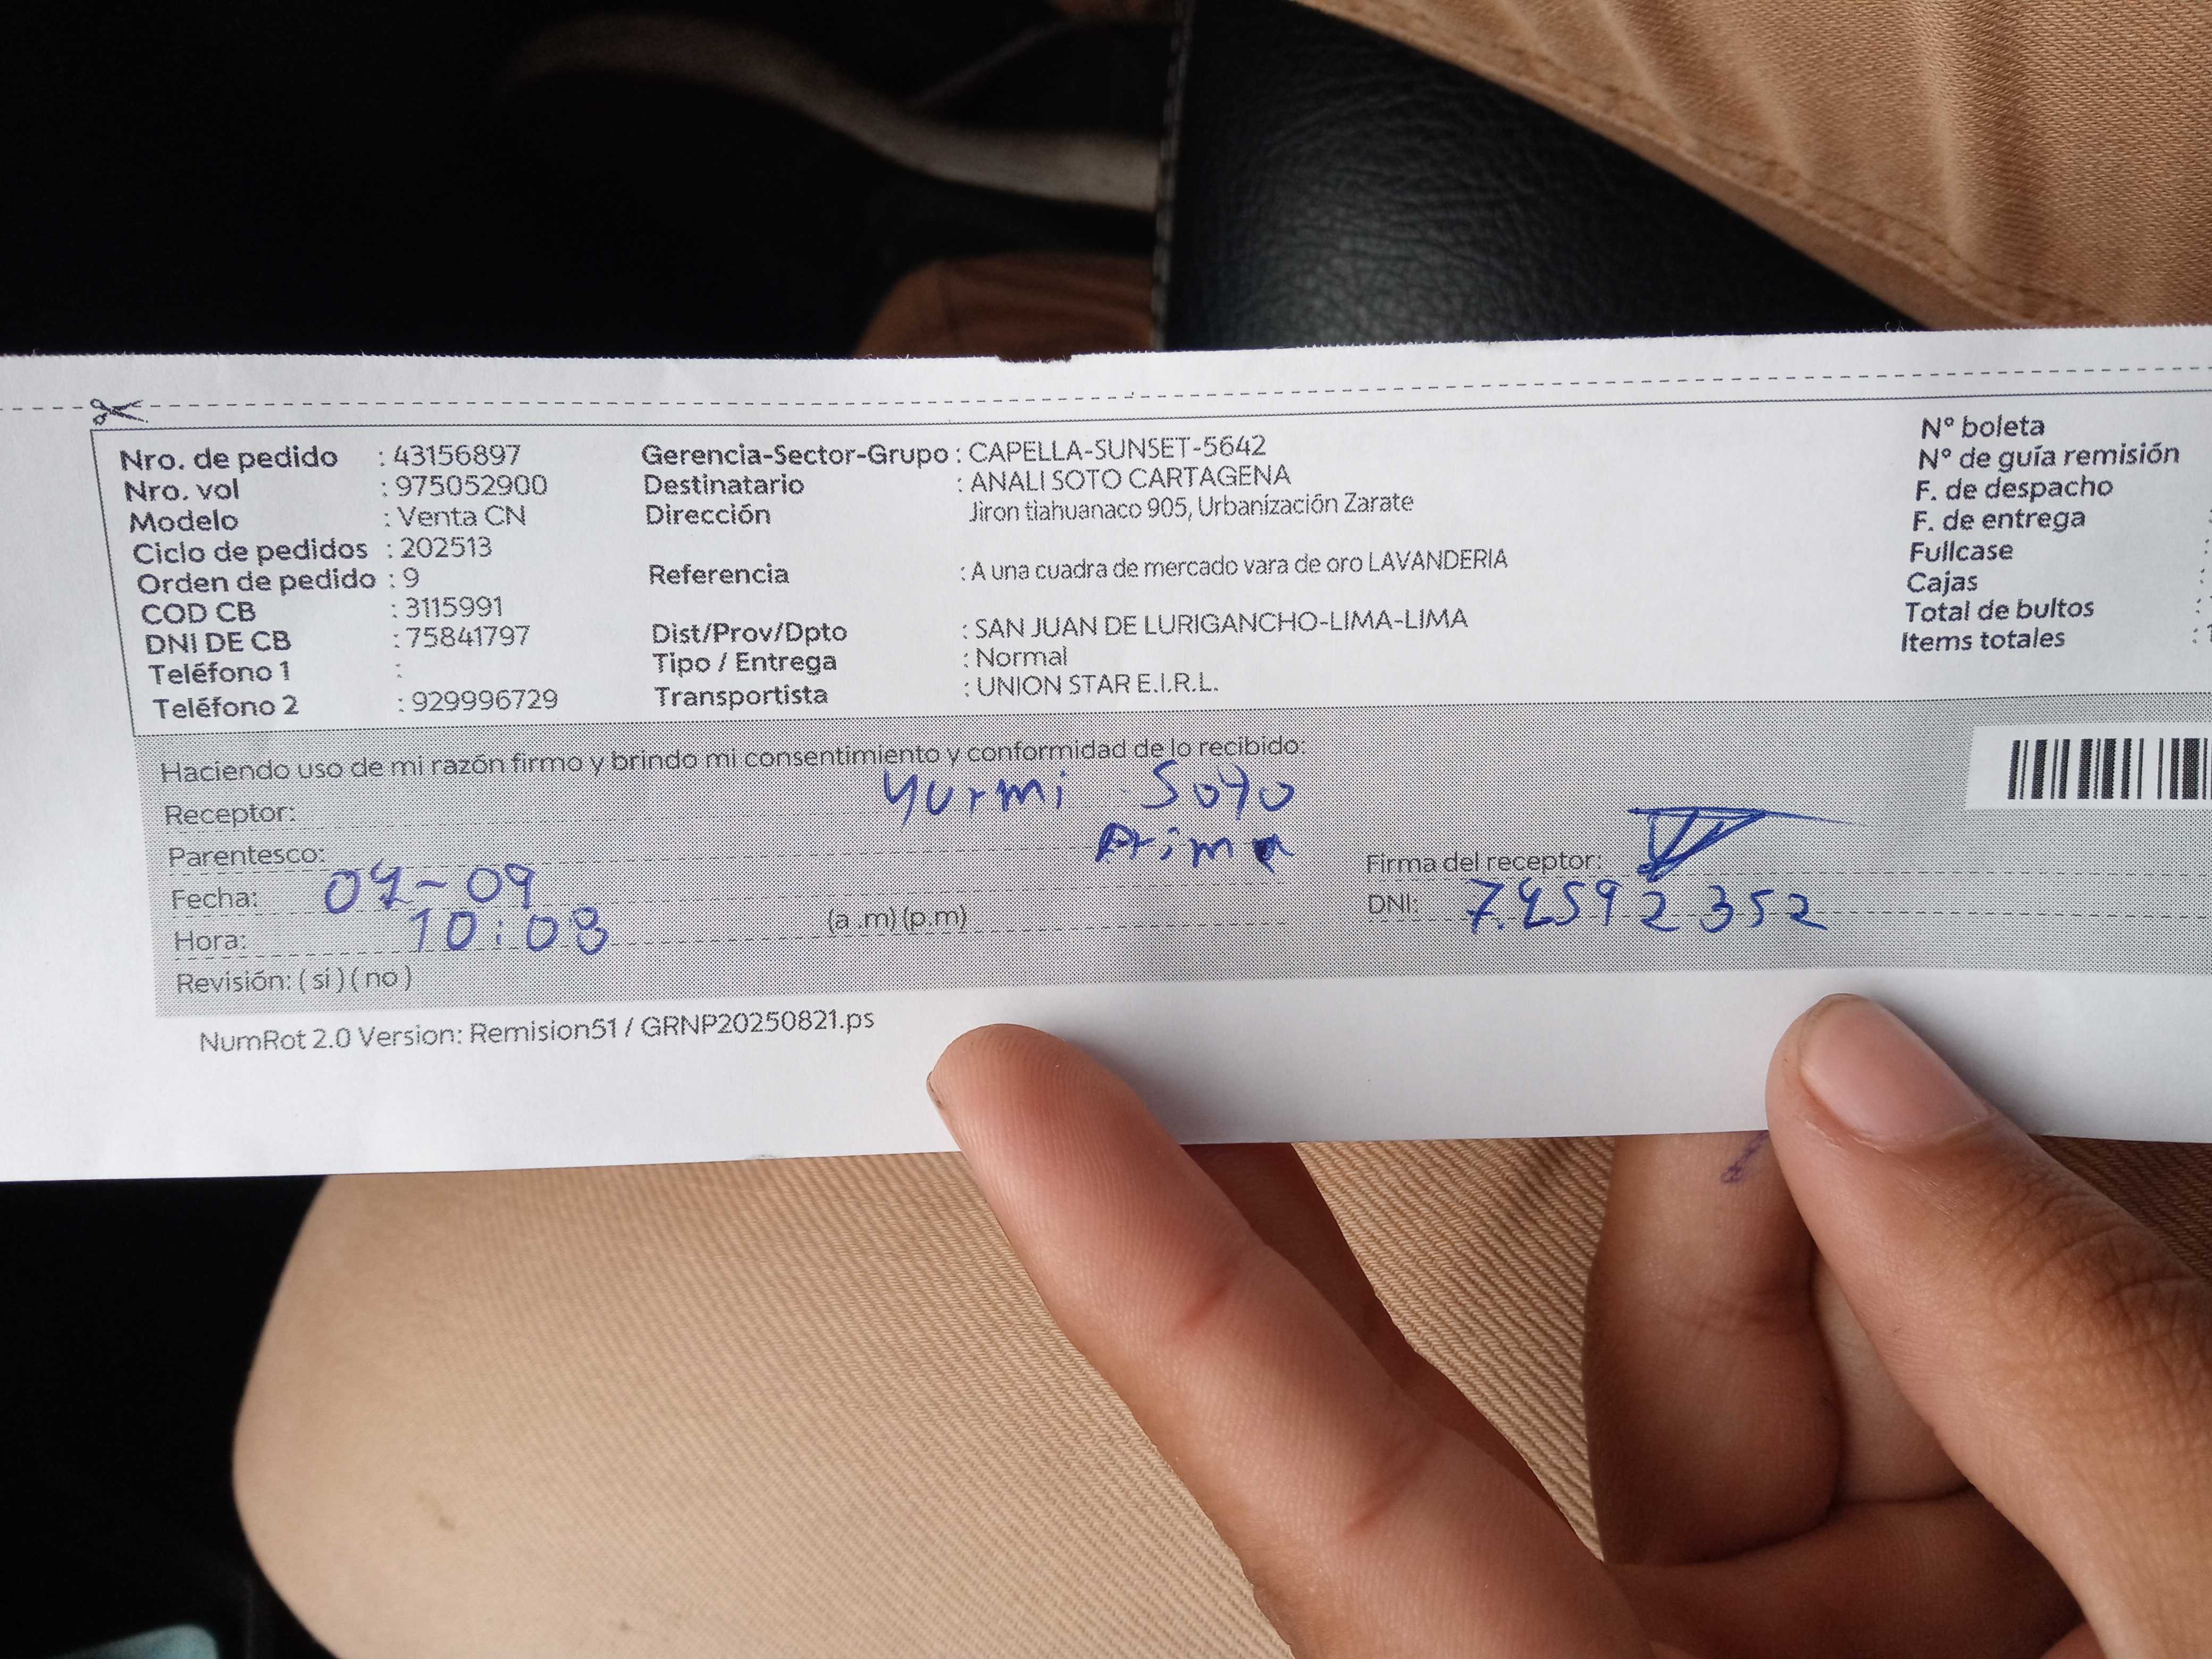 Nro. de pedido : 43156897
Nro. vol : 975052900
Modelo : Venta CN
Ciclo de pedidos : 202513
Orden de pedido : 9
COD CB : 3115991
DNI DE CB : 75841797
Teléfono 1 :
Teléfono 2 : 929996729
Gerencia-Sector-Grupo : CAPELLA-SUNSET-5642
Destinatario : ANALI SOTO CARTAGENA
Dirección Jiron tiahuanaco 905, Urbanización Zarate
Referencia : A una cuadra de mercado vara de oro LAVANDERIA
Dist/Prov/Dpto : SAN JUAN DE LURIGANCHO-LIMA-LIMA
Tipo / Entrega : Normal
Transportista : UNION STAR E.I.R.L.
N° boleta
N° de guía remisión
F. de despacho
F. de entrega :
Fullcase :
Cajas :
Total de bultos :
Items totales : 1
Haciendo uso de mi razón firmo y brindo mi consentimiento y conformidad de lo recibido:
Receptor: Yurmi Soto
Parentesco: Prima
Fecha: 04-09
Hora: 10:08 (a .m) (p.m)
Revisión: ( si ) ( no )
Firma del receptor:
DNI: 74592352
NumRot 2.0 Version: Remision51 / GRNP20250821.ps